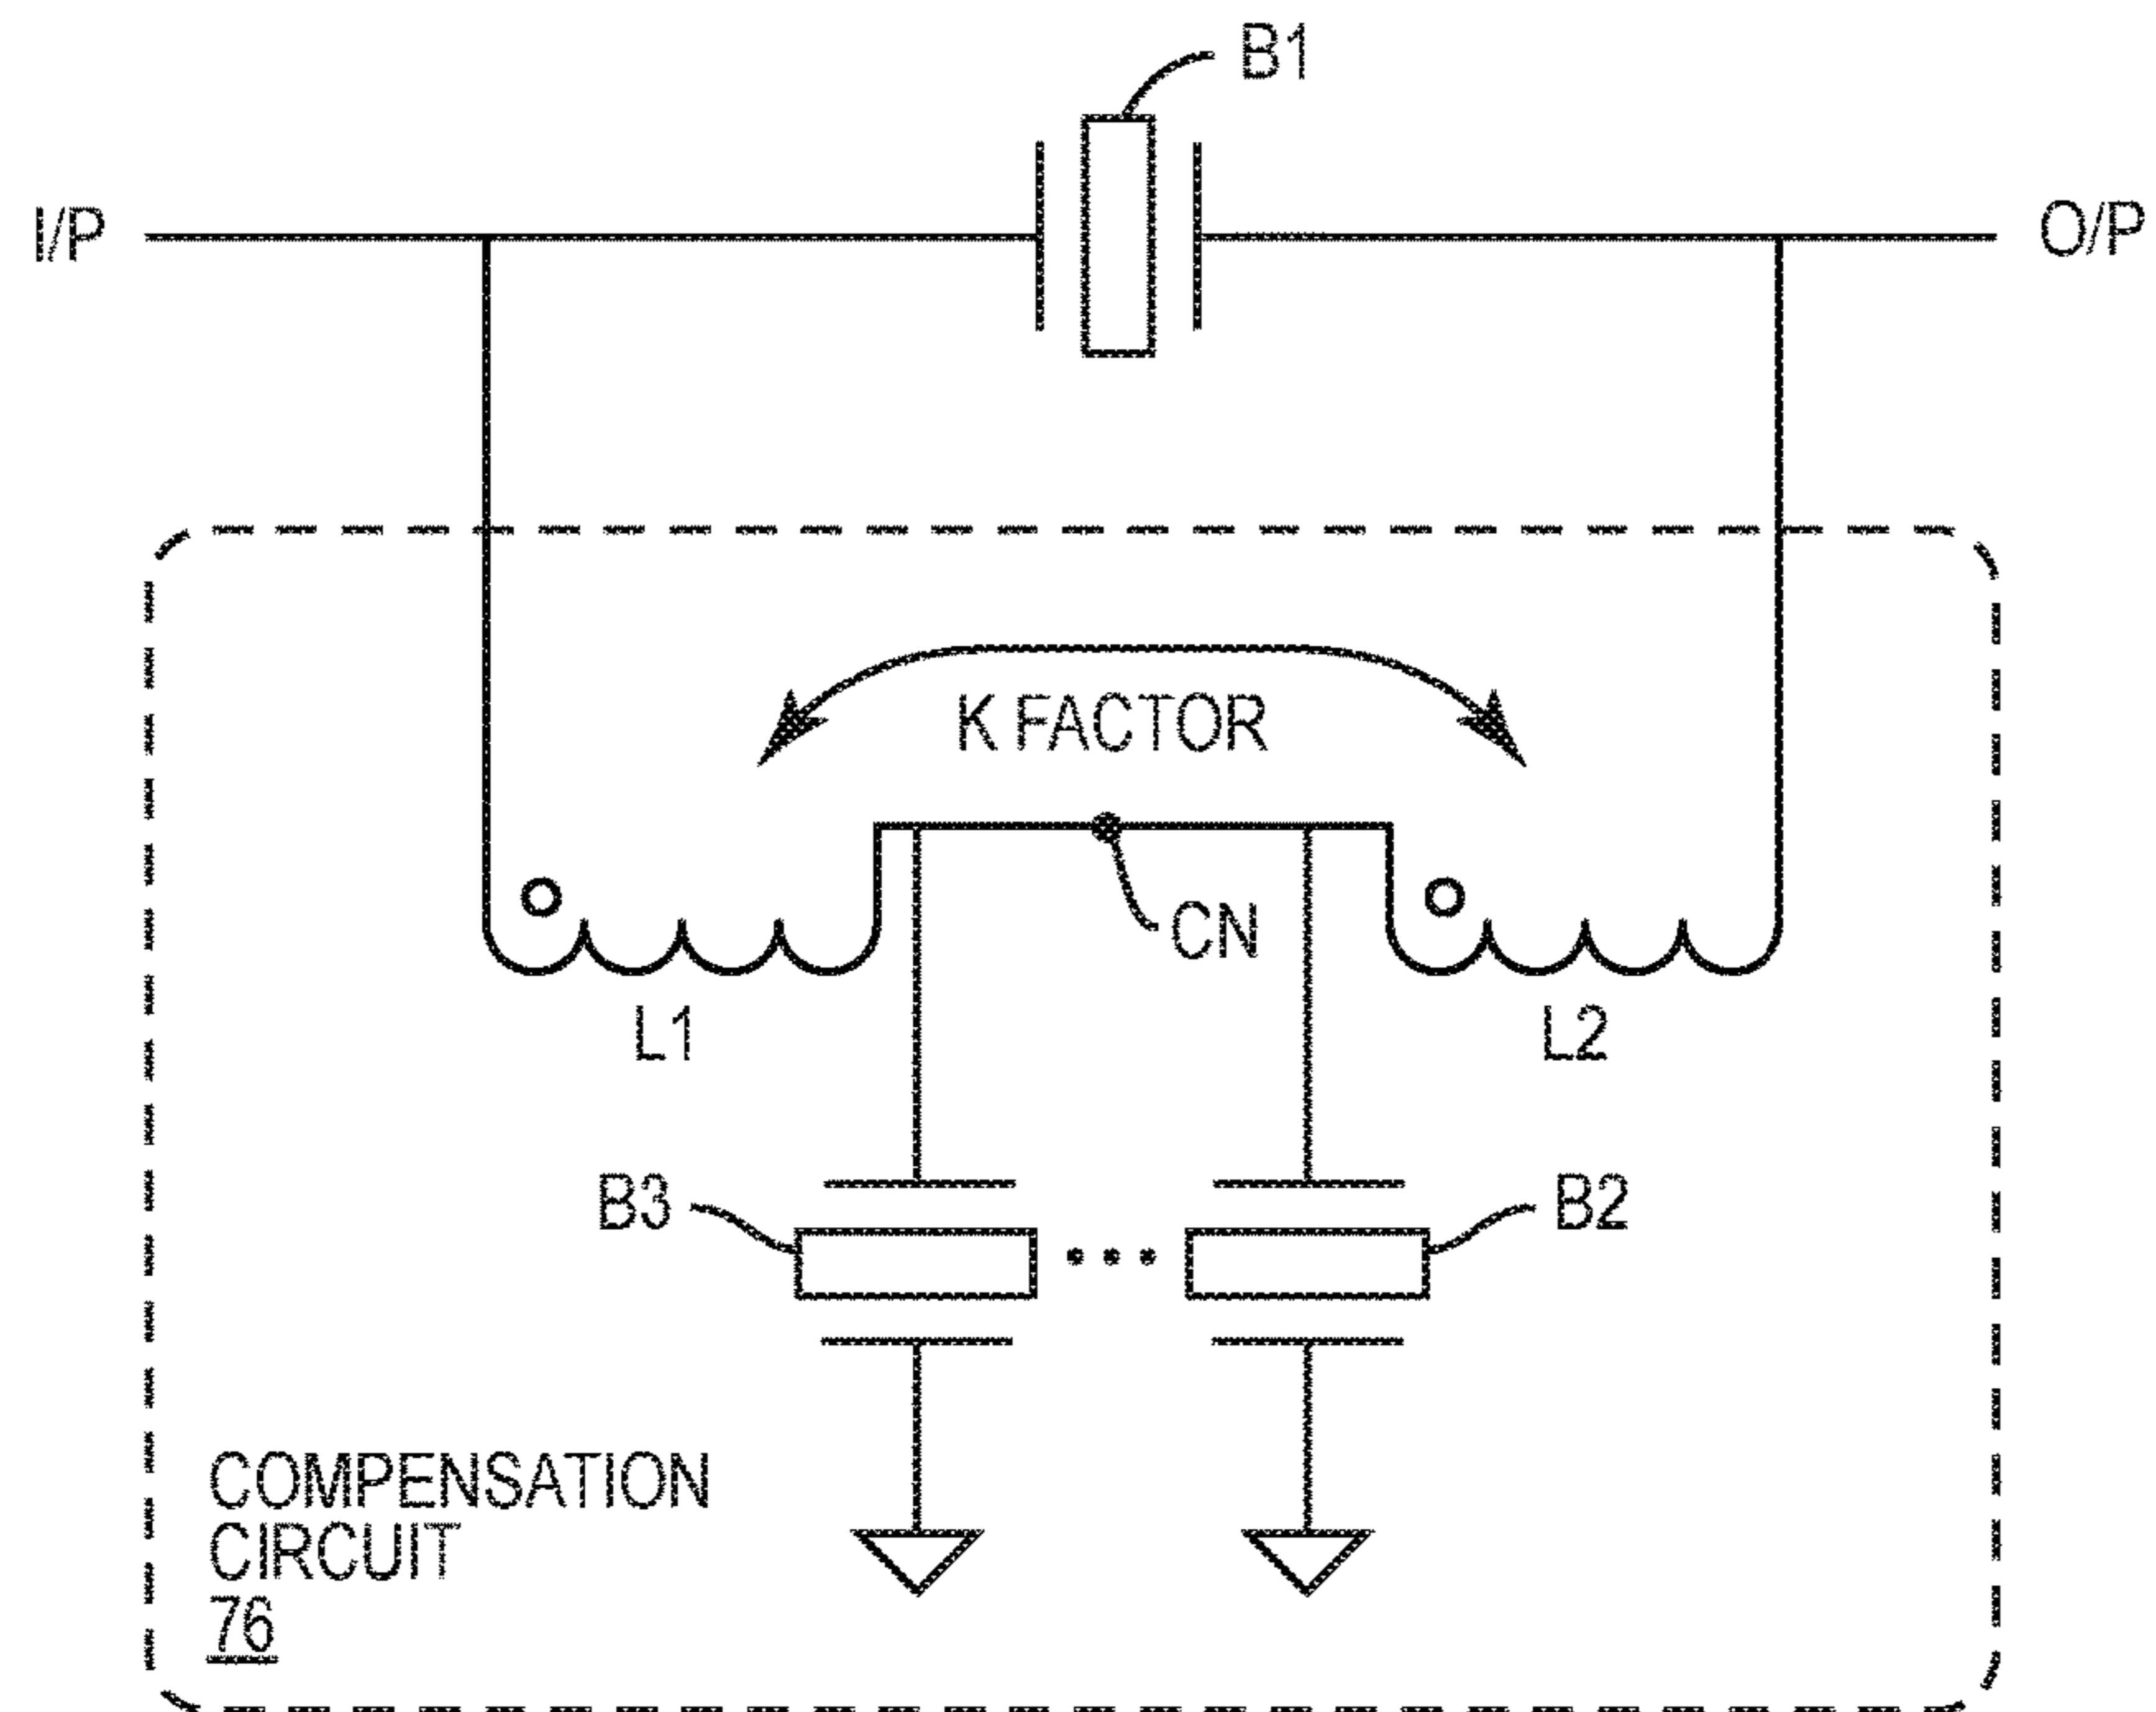 B1
I/P
O/P
K FACTOR
CN
L1
L2
B3
B2
COMPENSATION
CIRCUIT
76